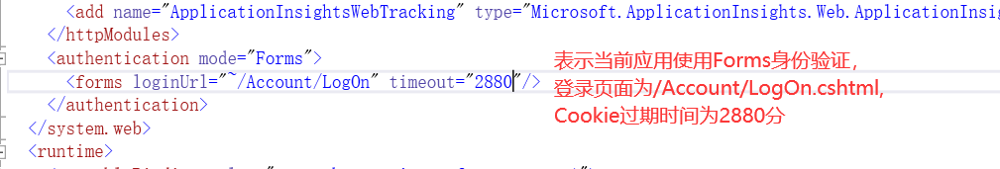 <add name="ApplicationInsightsWebTracking" type="Microsoft.ApplicationInsights.Web.ApplicationInsi
</httpModules>
<authentication mode="Forms">
<forms loginUrl="~/Account/LogOn" timeout="2880"/>
</authentication>
</system.web>
<runtime>
表示当前应用使用Forms身份验证,
登录页面为/Account/LogOn.cshtml,
Cookie过期时间为2880分